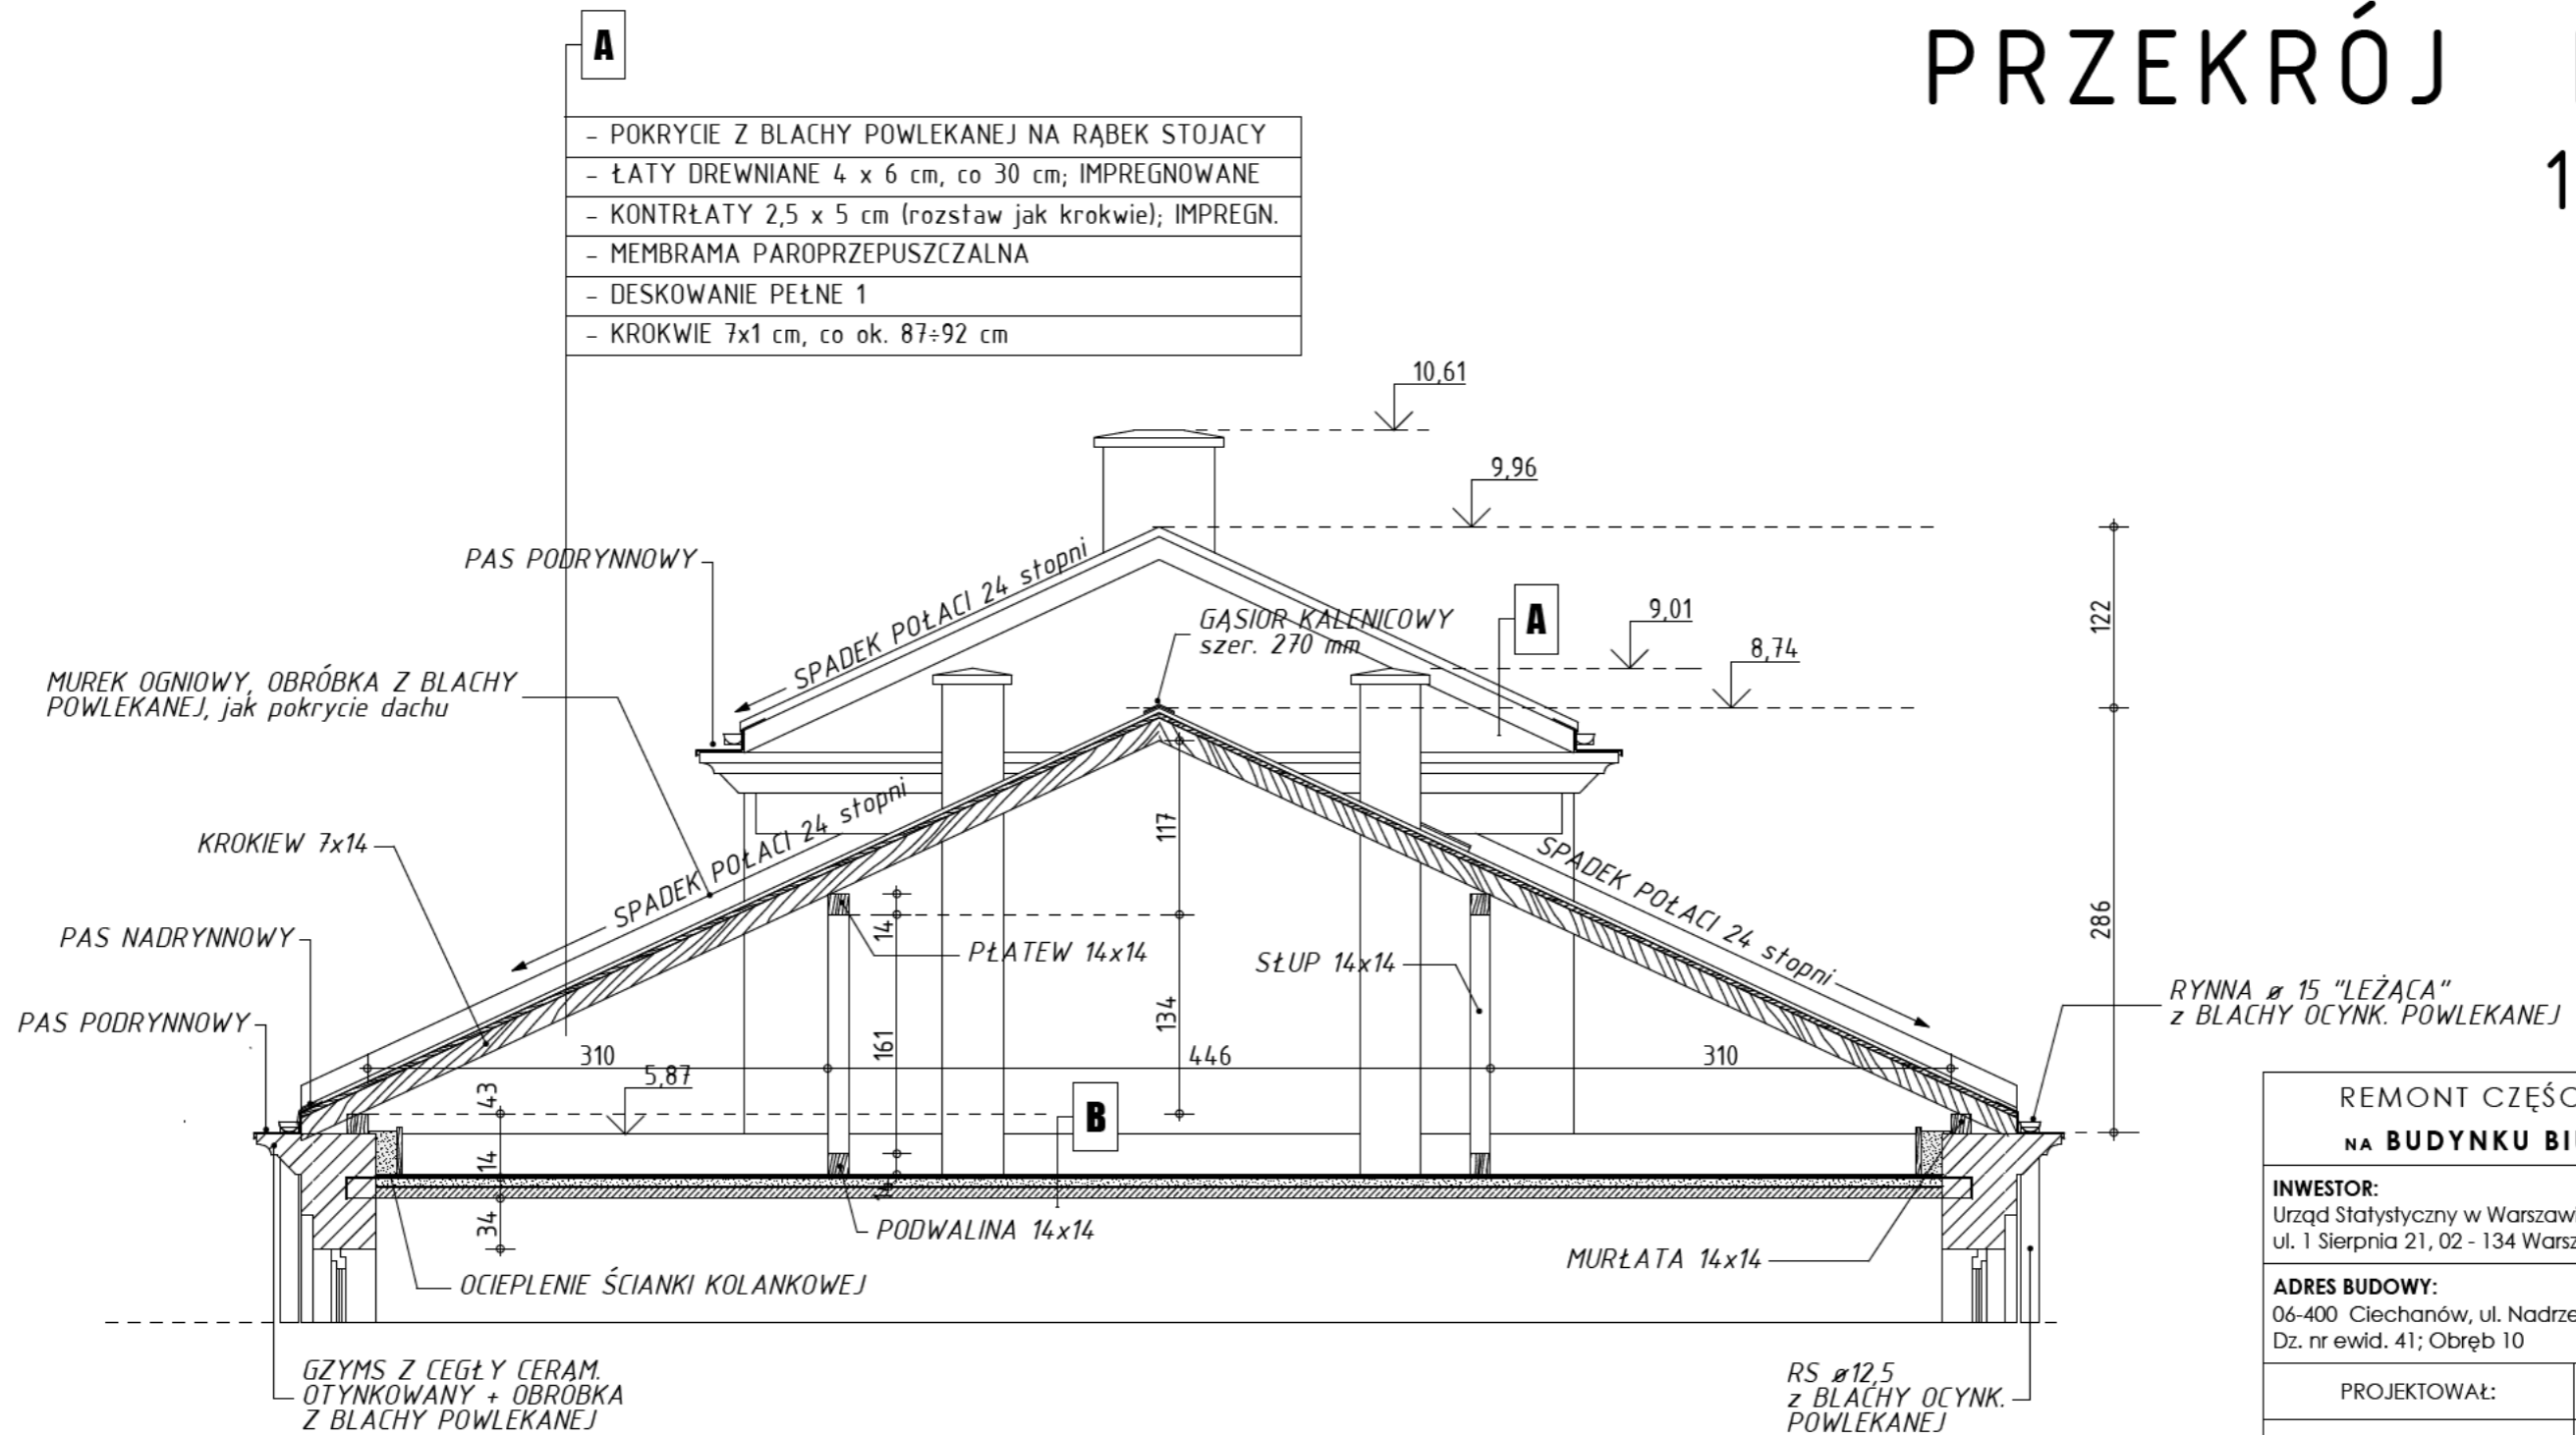 A
PRZEKRÓJ
1
- POKRYCIE Z BLACHY POWLEKANEJ NA RĄBEK STOJACY
- ŁATY DREWNIANE 4 x 6 cm, co 30 cm; IMPREGNOWANE
- KONTRŁATY 2,5 x 5 cm (rozstaw jak krokwie); IMPREGN.
- MEMBRAMA PAROPRZEPUSZCZALNA
- DESKOWANIE PEŁNE 1
- KROKWIE 7x1 cm, co ok. 87÷92 cm
10,61
9,96
PAS PODRYNNOWY
SPADEK POŁACI 24 stopni
GĄSIOR KALENICOWY
szer. 270 mm
A
9,01
8,74
122
MUREK OGNIOWY, OBRÓBKA Z BLACHY
POWLEKANEJ, jak pokrycie dachu
KROKIEW 7x14
SPADEK POŁACI 24 stopni
117
SPADEK POŁACI 24 stopni
286
PAS NADRYNNOWY
14
PŁATEW 14x14
SŁUP 14x14
PAS PODRYNNOWY
134
161
RYNNA ø 15 "LEŻĄCA"
z BLACHY OCYNK. POWLEKANEJ
310
446
310
5,87
43
B
14
14
34
PODWALINA 14x14
MURŁATA 14x14
OCIEPLENIE ŚCIANKI KOLANKOWEJ
GZYMS Z CEGŁY CERAM.
OTYNKOWANY + OBRÓBKA
Z BLACHY POWLEKANEJ
RS ø12,5
z BLACHY OCYNK.
POWLEKANEJ
REMONT CZĘŚC
NA BUDYNKU BI
INWESTOR:
Urząd Statystyczny w Warszawi
ul. 1 Sierpnia 21, 02 - 134 Warsz
ADRES BUDOWY:
06-400 Ciechanów, ul. Nadrze
Dz. nr ewid. 41; Obręb 10
PROJEKTOWAŁ: